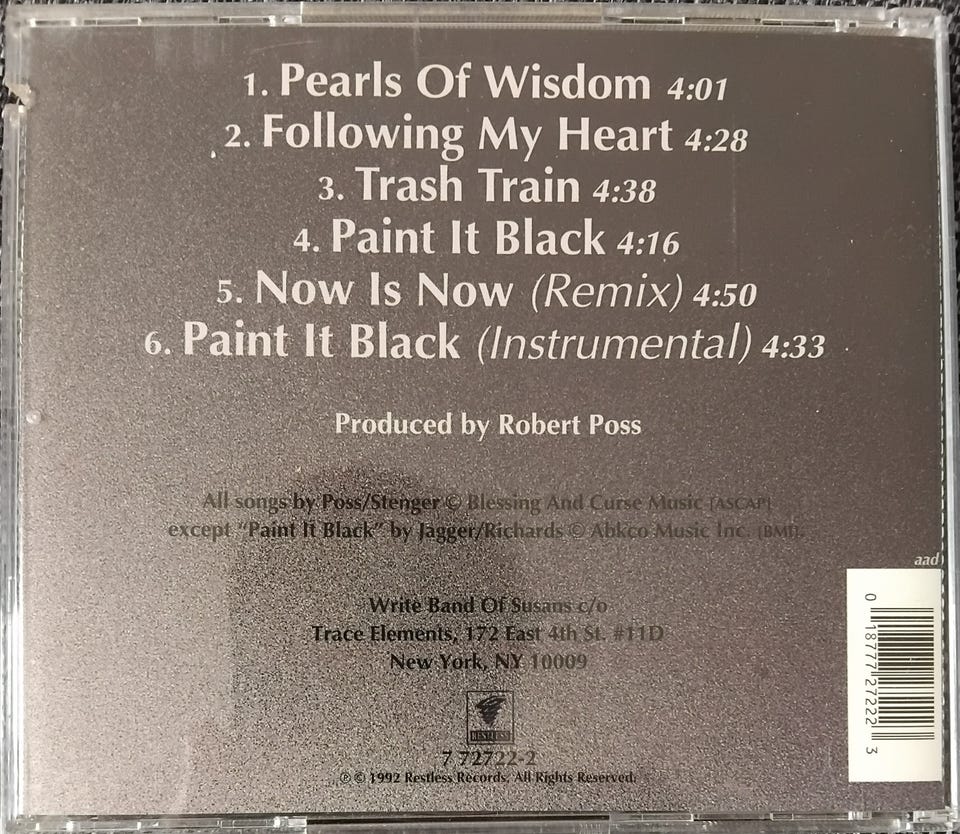 1. Pearls Of Wisdom 4:01
2. Following My Heart 4:28
3. Trash Train 4:38
4. Paint It Black 4:16
5. Now Is Now (Remix) 4:50
6. Paint It Black (Instrumental) 4:33
Produced by Robert Poss
All songs by Poss/Stenger © Blessing And Curse Music [ASCAP]
except “Paint It Black” by Jagger/Richards © Abkco Music Inc. [BMI].
aad
Write Band Of Susans c/o
Trace Elements, 172 East 4th St. #11D
New York, NY 10009
RESTLESS
7 72722-2
℗ © 1992 Restless Records. All Rights Reserved.
0 18777 27222 3